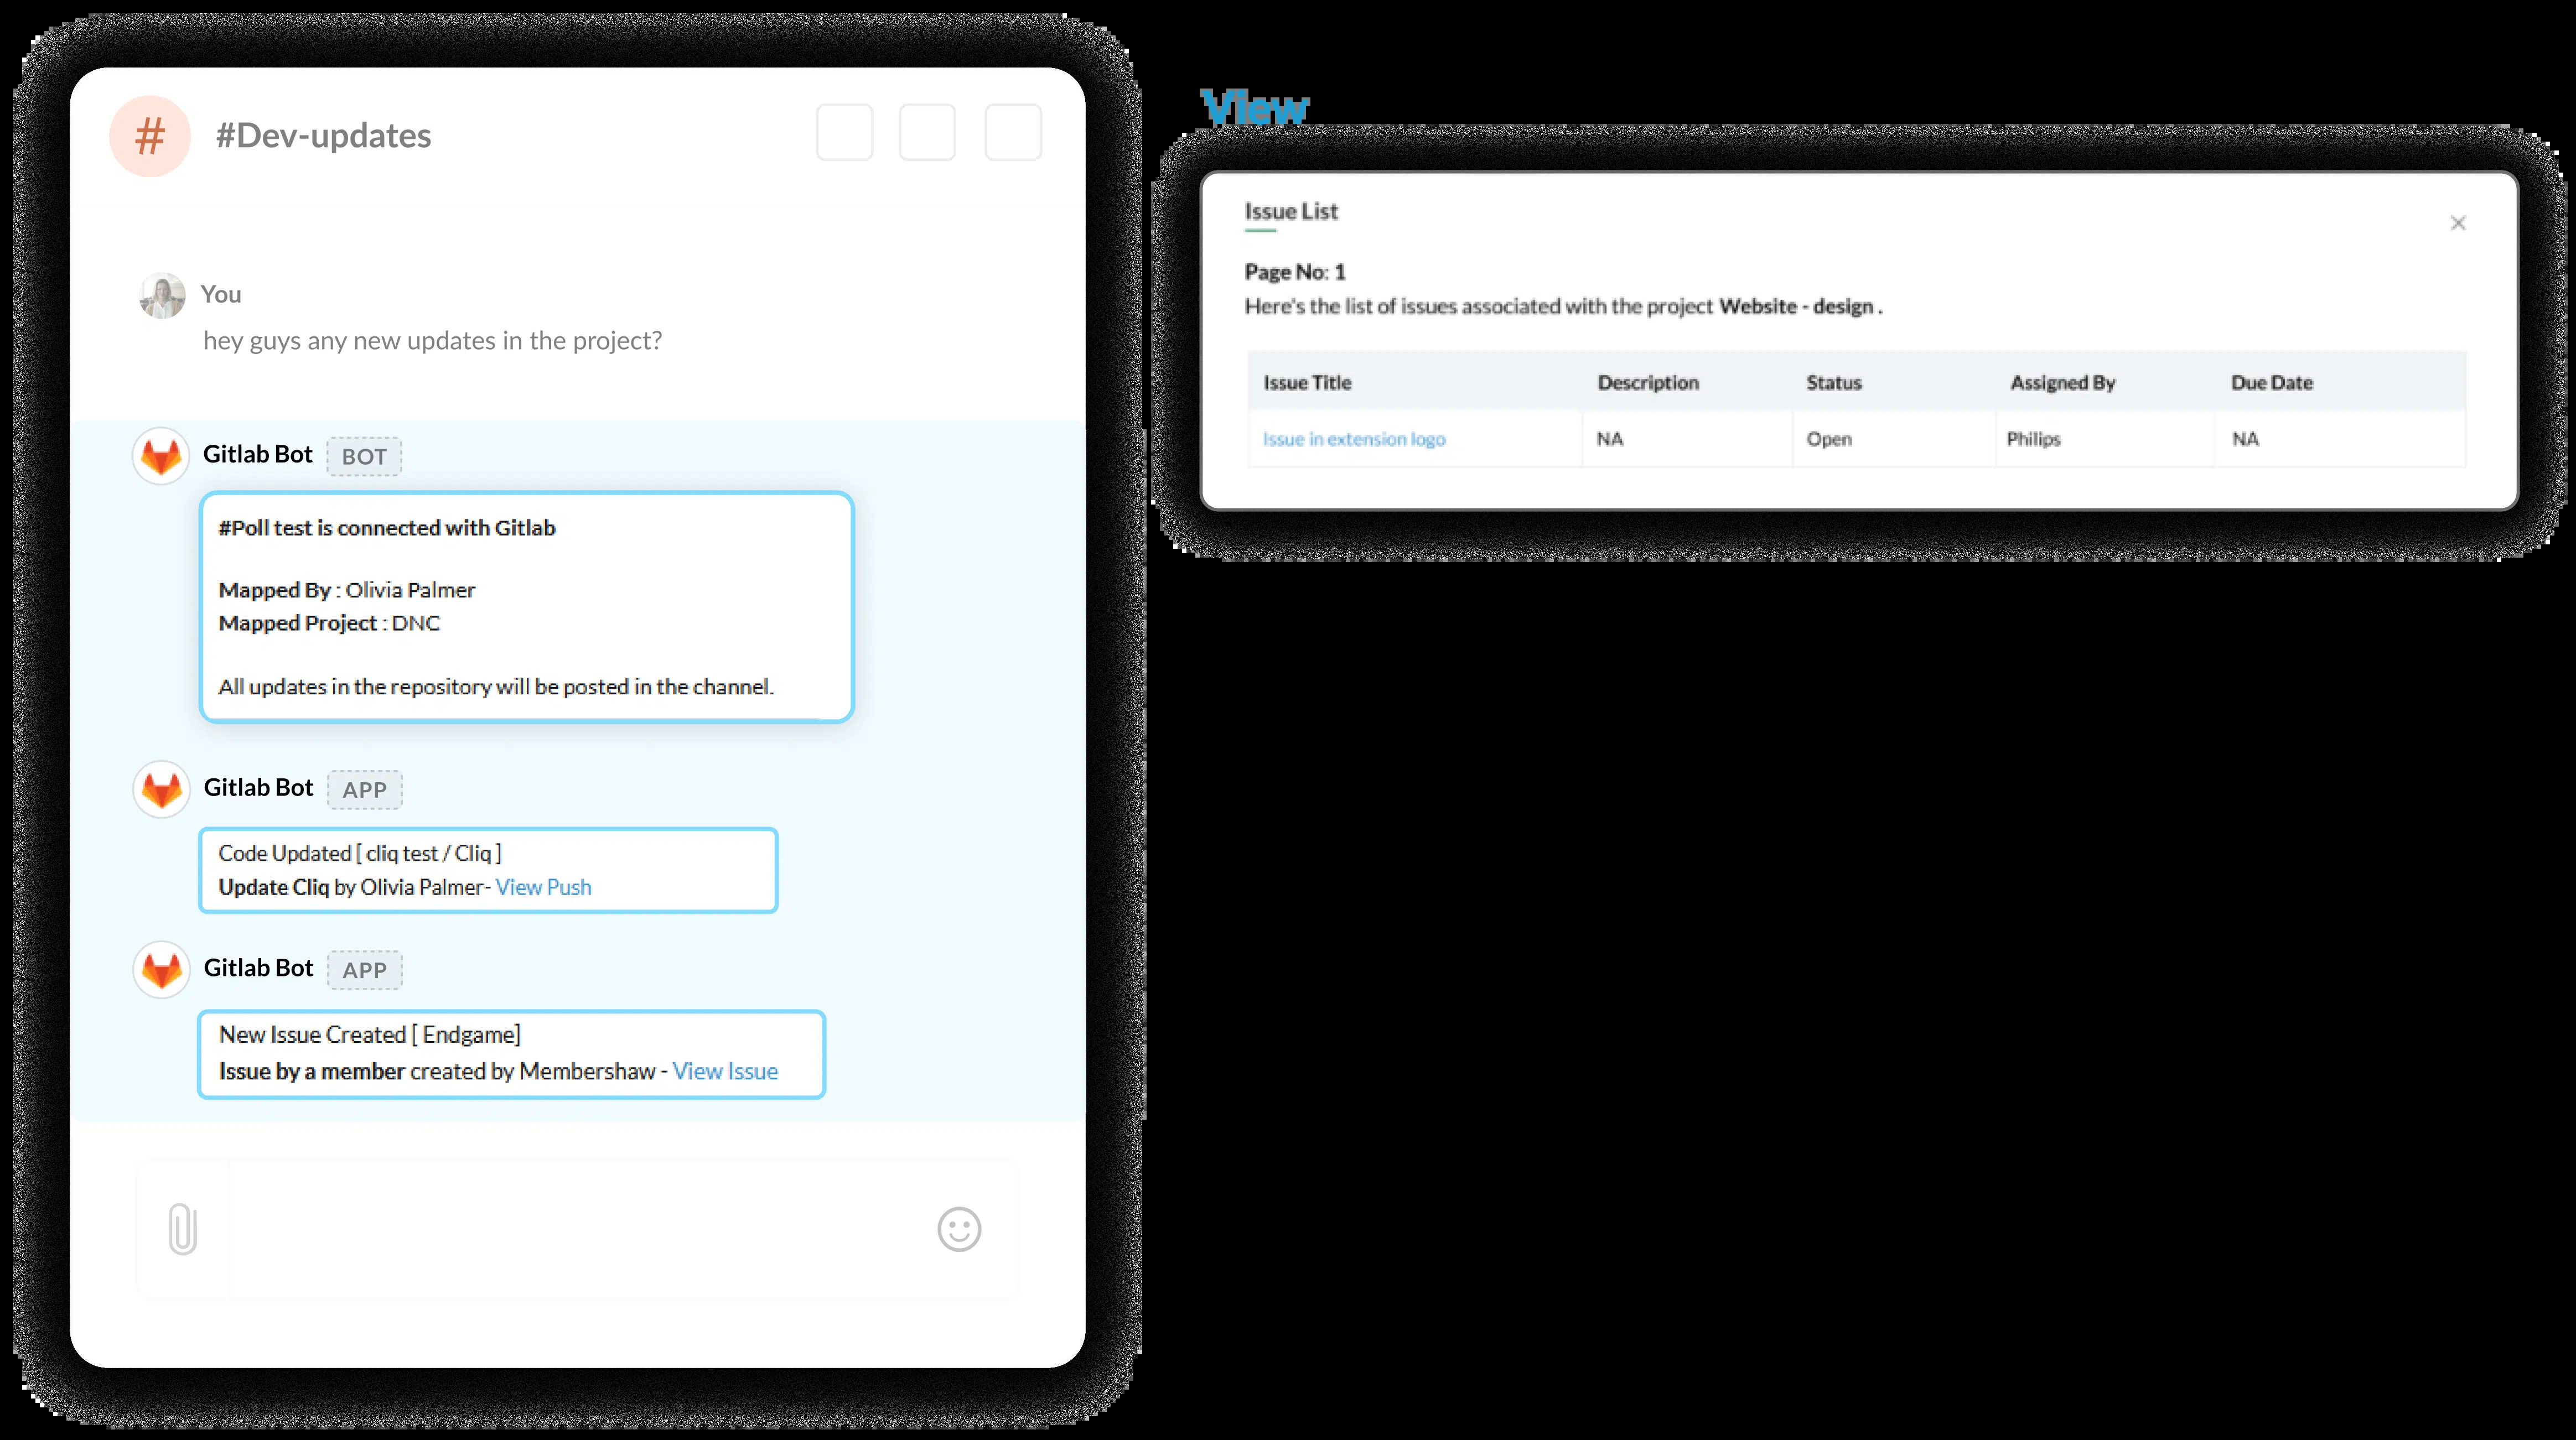 #
#Dev-updates
You
hey guys any new updates in the project?
Gitlab Bot BOT
#Poll test is connected with Gitlab
Mapped By : Olivia Palmer
Mapped Project : DNC
All updates in the repository will be posted in the channel.
Gitlab Bot APP
Code Updated [ cliq test / Cliq ]
Update Cliq by Olivia Palmer- View Push
Gitlab Bot APP
New Issue Created [ Endgame]
Issue by a member created by Membershaw - View Issue
View
Issue List
Page No: 1
Here's the list of issues associated with the project Website - design .
Issue Title Description Status Assigned By Due Date
Issue in extension logo NA Open Philips NA